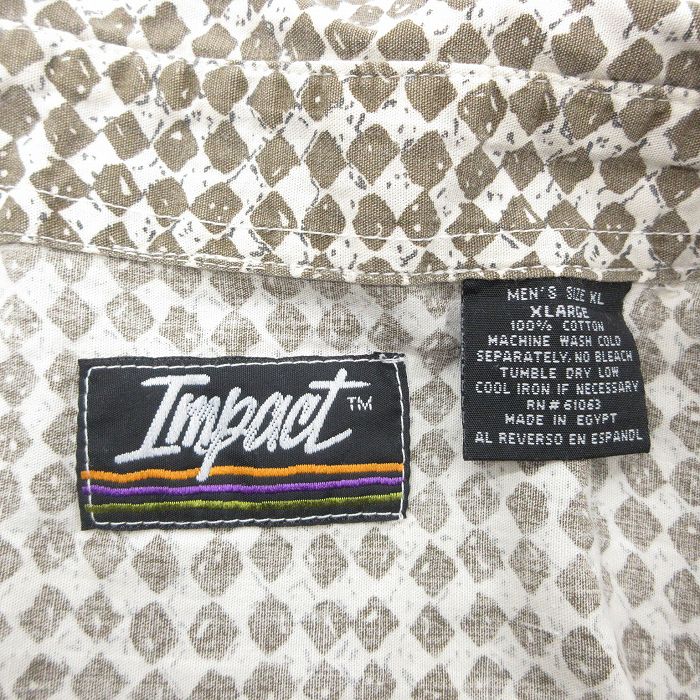 Impact™
MEN'S SIZE XL
XLARGE
100% COTTON
MACHINE WASH COLD
SEPARATELY. NO BLEACH
TUMBLE DRY LOW
COOL IRON IF NECESSARY
RN# 61063
MADE IN EGYPT
AL REVERSO EN ESPANOL